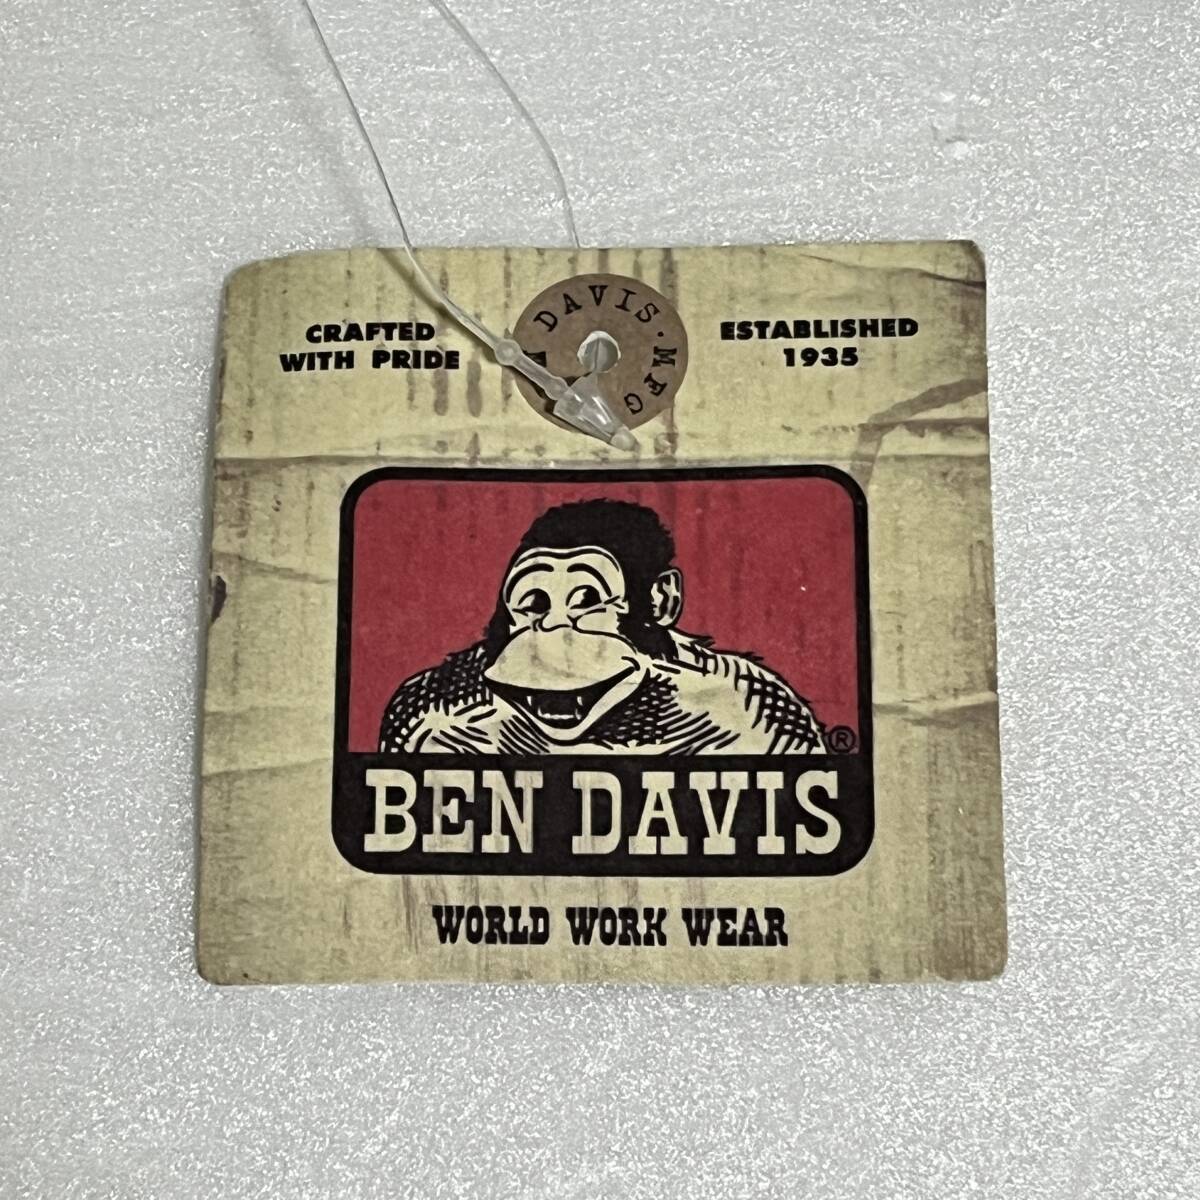 CRAFTED
WITH PRIDE
DAVIS. MFG
ESTABLISHED
1935
®
BEN DAVIS
WORLD WORK WEAR